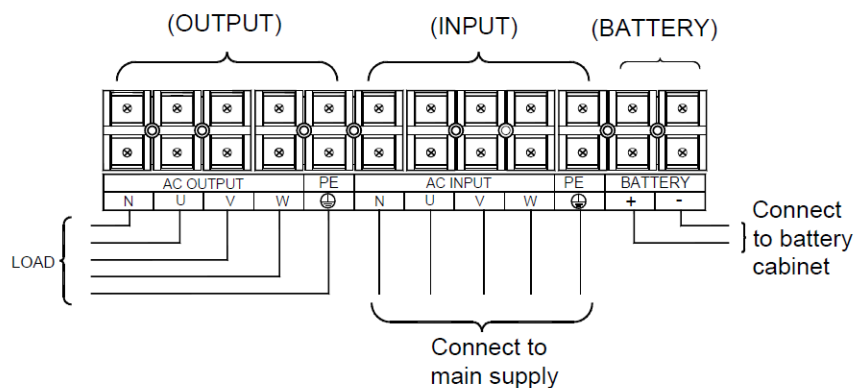 (OUTPUT) (INPUT) (BATTERY)
AC OUTPUT PE AC INPUT PE BATTERY
N U V W N U V W + -
LOAD
Connect
to battery
cabinet
Connect to
main supply